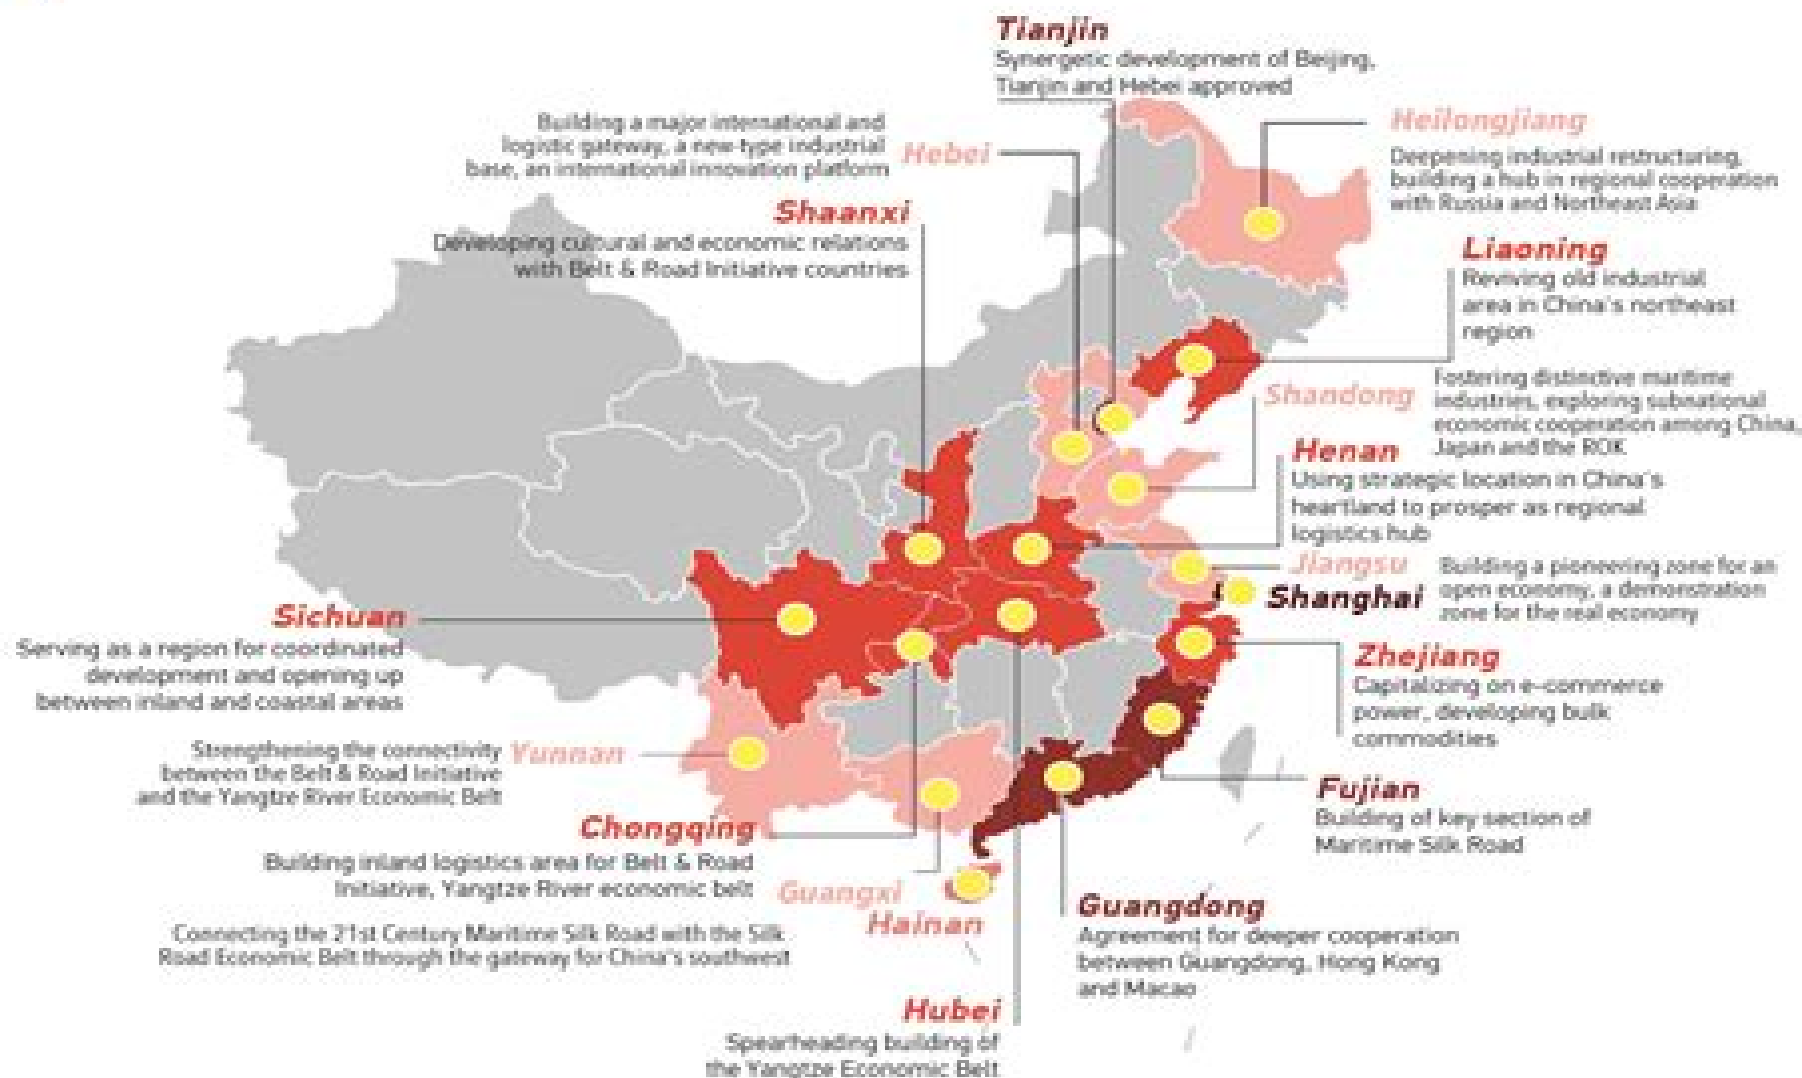 Tianjin
Synergetic development of Beijing,
Tianjin and Hebei approved
Building a major international and
logistic gateway, a new-type industrial
base, an international innovation platform
Hebei
Heilongjiang
Deepening industrial restructuring,
building a hub in regional cooperation
with Russia and Northeast Asia
Shaanxi
Developing cultural and economic relations
with Belt & Road Initiative countries
Liaoning
Reviving old industrial
area in China's northeast
region
Shandong
Fostering distinctive maritime
industries, exploring subnational
economic cooperation among China,
Japan and the ROK
Henan
Using strategic location in China's
heartland to prosper as regional
logistics hub
Jiangsu
Building a pioneering zone for an
open economy, a demonstration
zone for the real economy
Shanghai
Sichuan
Serving as a region for coordinated
development and opening up
between inland and coastal areas
Zhejiang
Capitalizing on e-commerce
power, developing bulk
commodities
Strengthening the connectivity
between the Belt & Road Initiative
and the Yangtze River Economic Belt
Yunnan
Fujian
Building of key section of
Maritime Silk Road
Chongqing
Building inland logistics area for Belt & Road
Initiative, Yangtze River economic belt
Guangxi
Hainan
Connecting the 21st Century Maritime Silk Road with the Silk
Road Economic Belt through the gateway for China's southwest
Guangdong
Agreement for deeper cooperation
between Guangdong, Hong Kong
and Macao
Hubei
Spearheading building of
the Yangtze Economic Belt